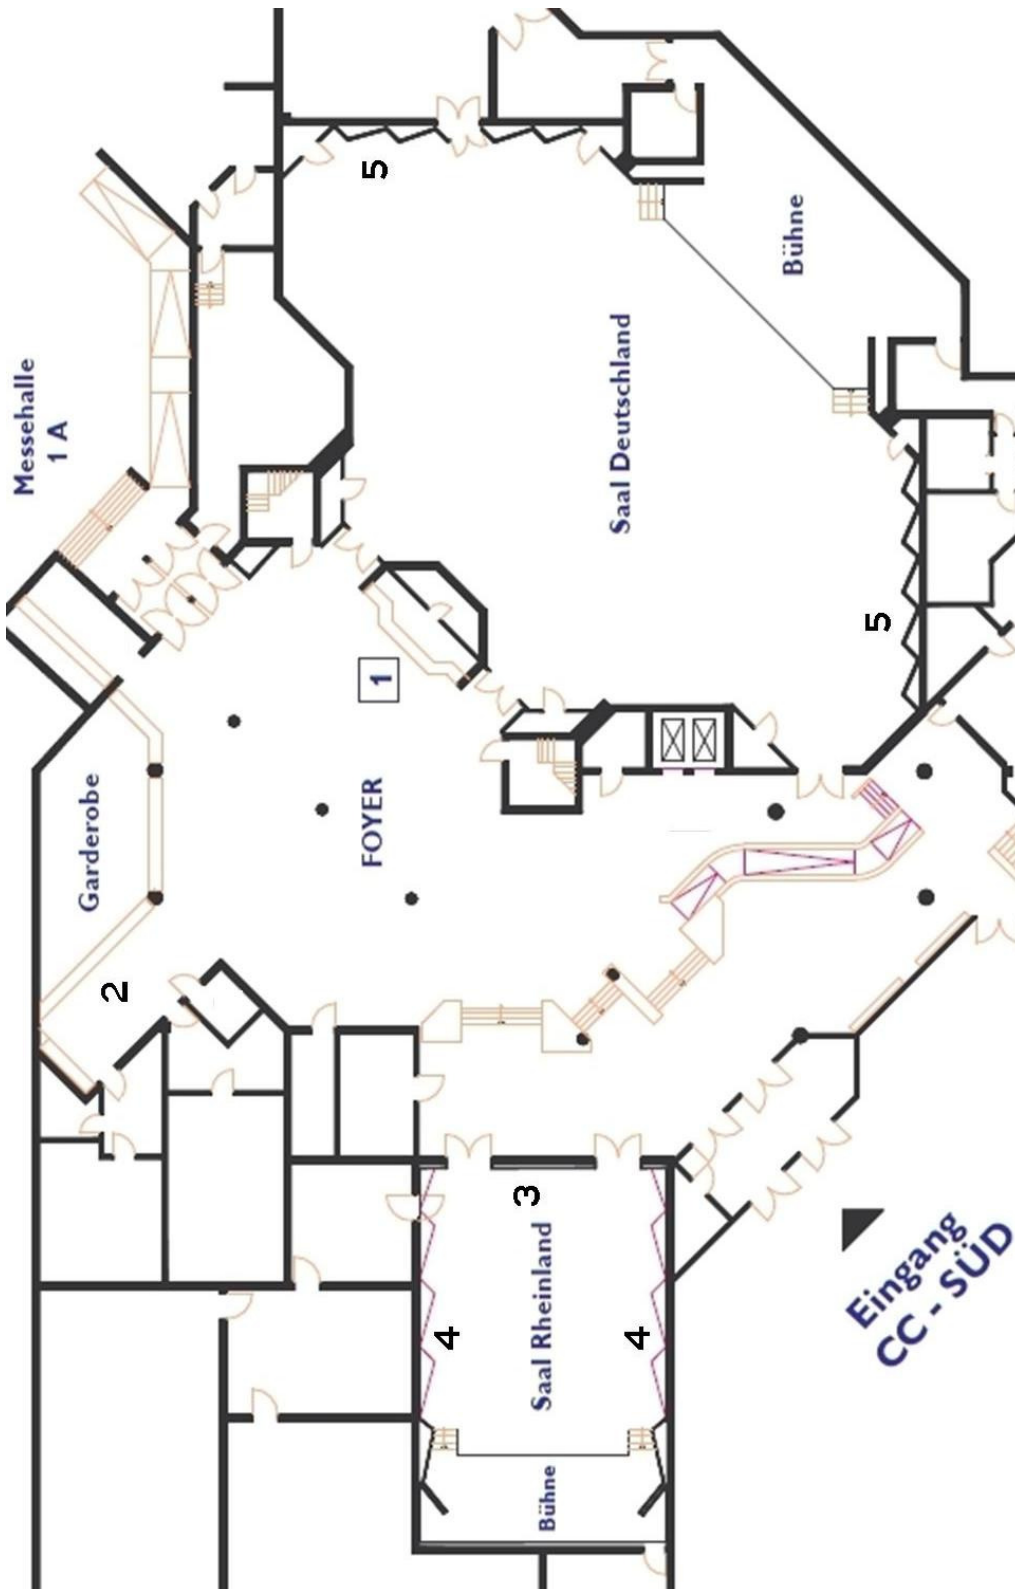 Messehalle
1 A
5
Bühne
Saal Deutschland
5
1
FOYER
Garderobe
2
3
Saal Rheinland
4
4
Bühne
Eingang
CC - SÜD